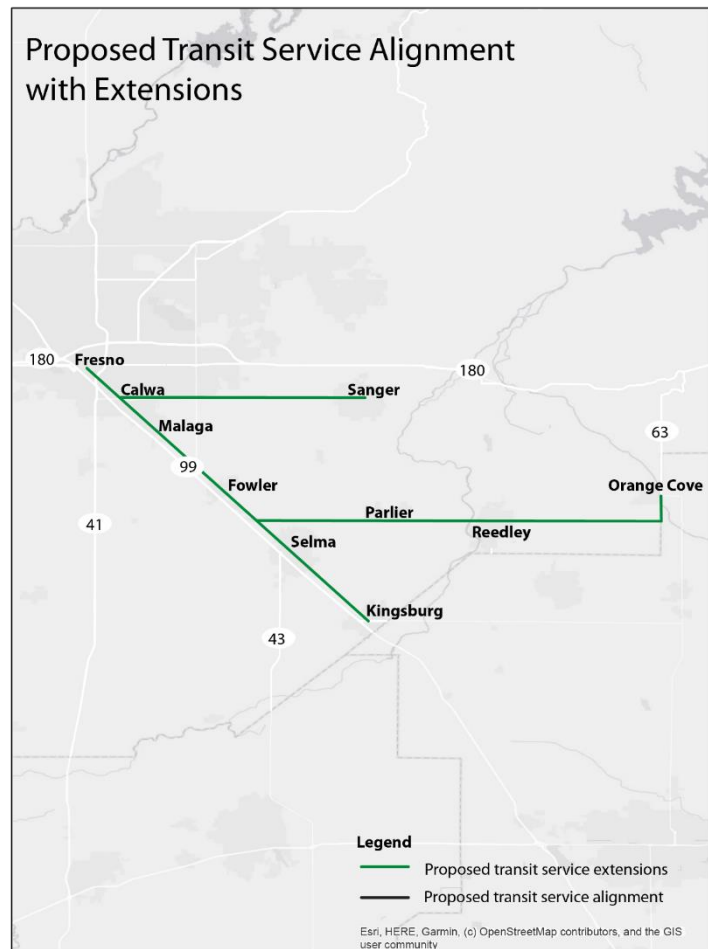 Proposed Transit Service Alignment
with Extensions
180
Fresno
180
Calwa
Sanger
Malaga
63
99
Fowler
Orange Cove
41
Parlier
Reedley
Selma
Kingsburg
43
Legend
Proposed transit service extensions
Proposed transit service alignment
Esri, HERE, Garmin, (c) OpenStreetMap contributors, and the GIS
user community